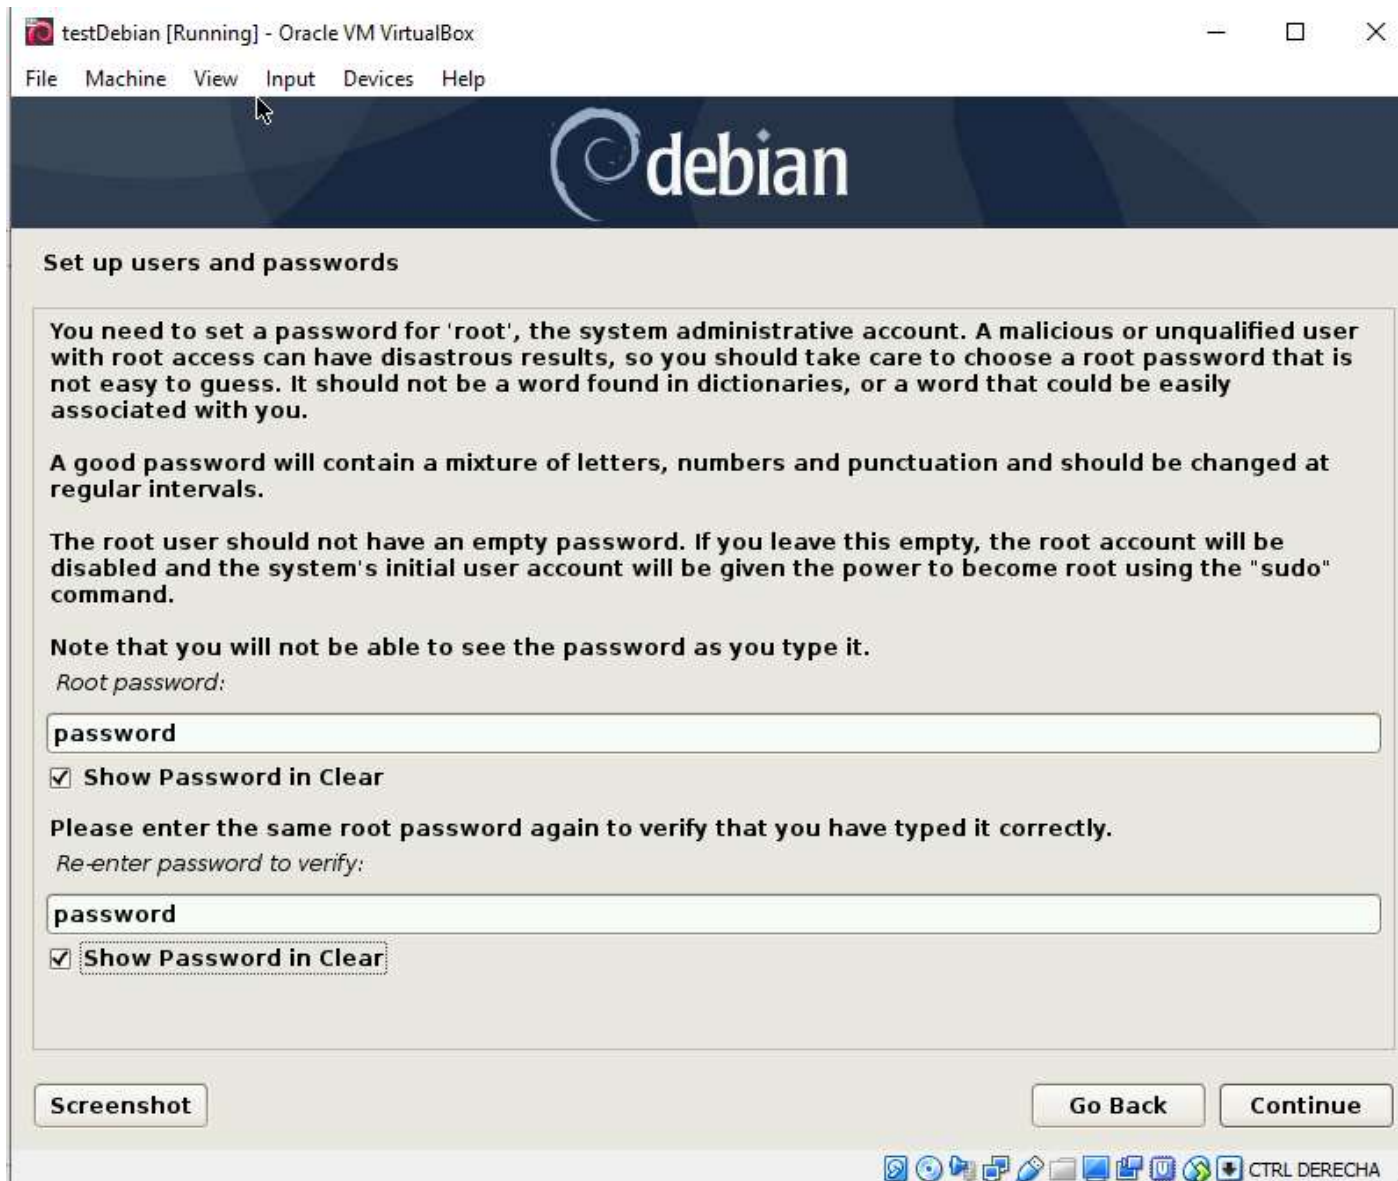 testDebian [Running] - Oracle VM VirtualBox
File Machine View Input Devices Help
debian
Set up users and passwords
You need to set a password for 'root', the system administrative account. A malicious or unqualified user
with root access can have disastrous results, so you should take care to choose a root password that is
not easy to guess. It should not be a word found in dictionaries, or a word that could be easily
associated with you.
A good password will contain a mixture of letters, numbers and punctuation and should be changed at
regular intervals.
The root user should not have an empty password. If you leave this empty, the root account will be
disabled and the system's initial user account will be given the power to become root using the "sudo"
command.
Note that you will not be able to see the password as you type it.
Root password:
password
Show Password in Clear
Please enter the same root password again to verify that you have typed it correctly.
Re-enter password to verify:
password
Show Password in Clear
Screenshot Go Back Continue
CTRL DERECHA